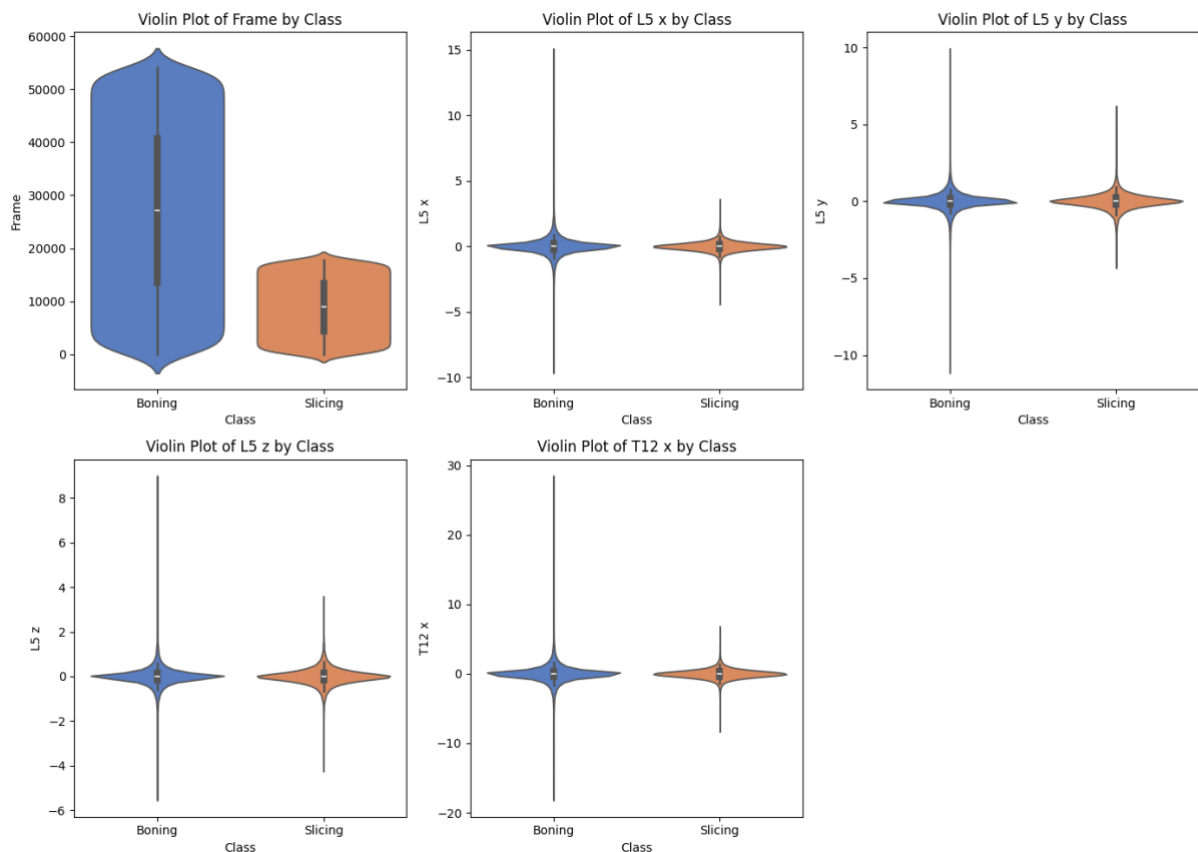 Violin Plot of Frame by Class
60000
50000
40000
30000
20000
10000
0
Frame
Boning
Slicing
Class
Violin Plot of L5 x by Class
15
10
5
0
−5
−10
L5 x
Boning
Slicing
Class
Violin Plot of L5 y by Class
10
5
0
−5
−10
L5 y
Boning
Slicing
Class
Violin Plot of L5 z by Class
8
6
4
2
0
−2
−4
−6
L5 z
Boning
Slicing
Class
Violin Plot of T12 x by Class
30
20
10
0
−10
−20
T12 x
Boning
Slicing
Class